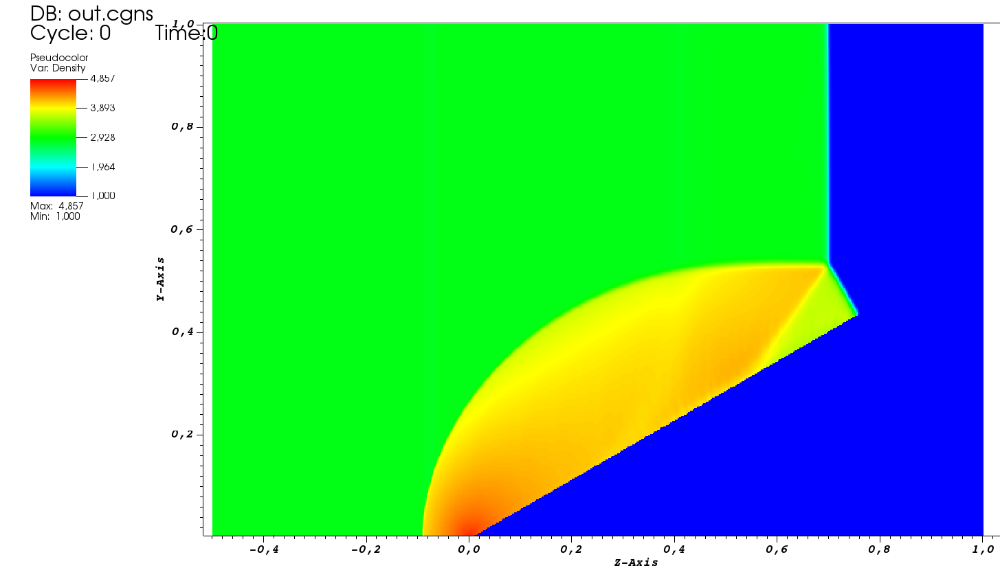 DB: out.cgns
Cycle: 0 Time:0
Pseudocolor
Var: Density
4,857
3,893
2,928
1,964
1,000
Max: 4,857
Min: 1,000
1,0
0,8
0,6
0,4
0,2
Y-Axis
-0,4 -0,2 0,0 0,2 0,4 0,6 0,8 1,0
Z-Axis